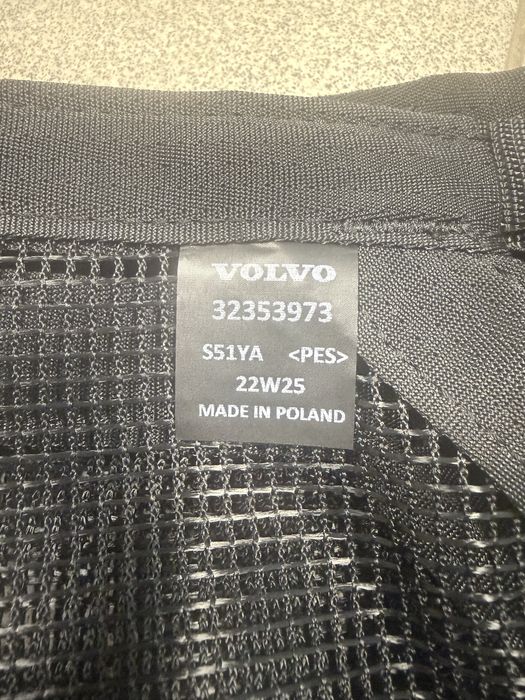 VOLVO
32353973
S51YA <PES>
22W25
MADE IN POLAND